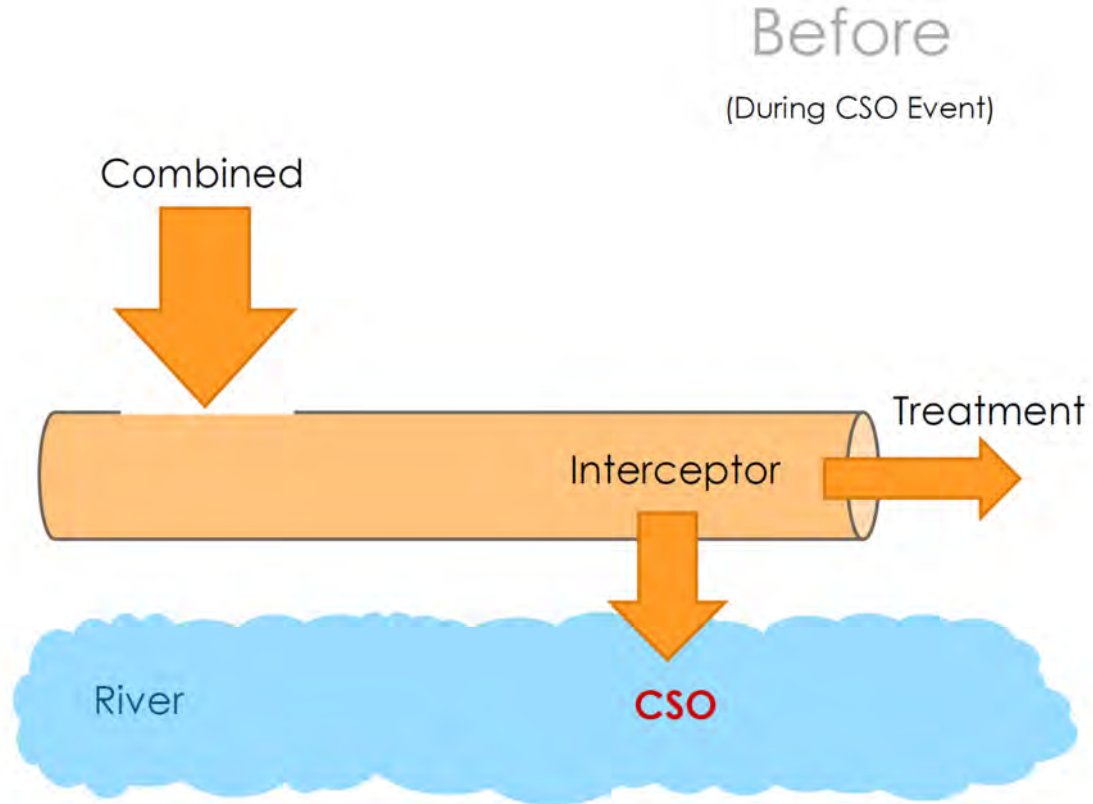 Before
(During CSO Event)
Combined
Treatment
Interceptor
River
CSO